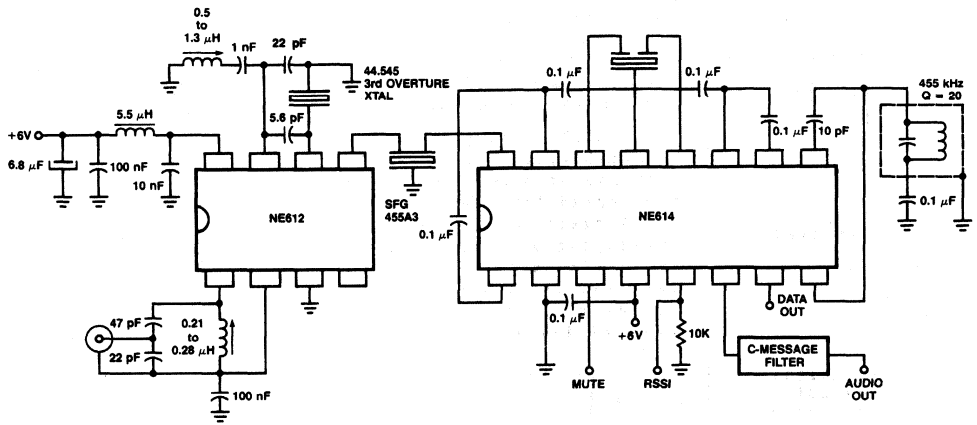 0.5
to
1.3 μH
1 nF
22 pF
44.545
3rd OVERTURE
XTAL
5.6 pF
5.5 μH
+6V
6.8 μF
100 nF
10 nF
NE612
SFG
455A3
47 pF
22 pF
0.21
to
0.28 μH
100 nF
0.1 μF
0.1 μF
0.1 μF
0.1 μF
10 pF
455 kHz
Q = 20
0.1 μF
NE614
0.1 μF
+6V
10K
MUTE
RSSI
DATA
OUT
C-MESSAGE
FILTER
AUDIO
OUT